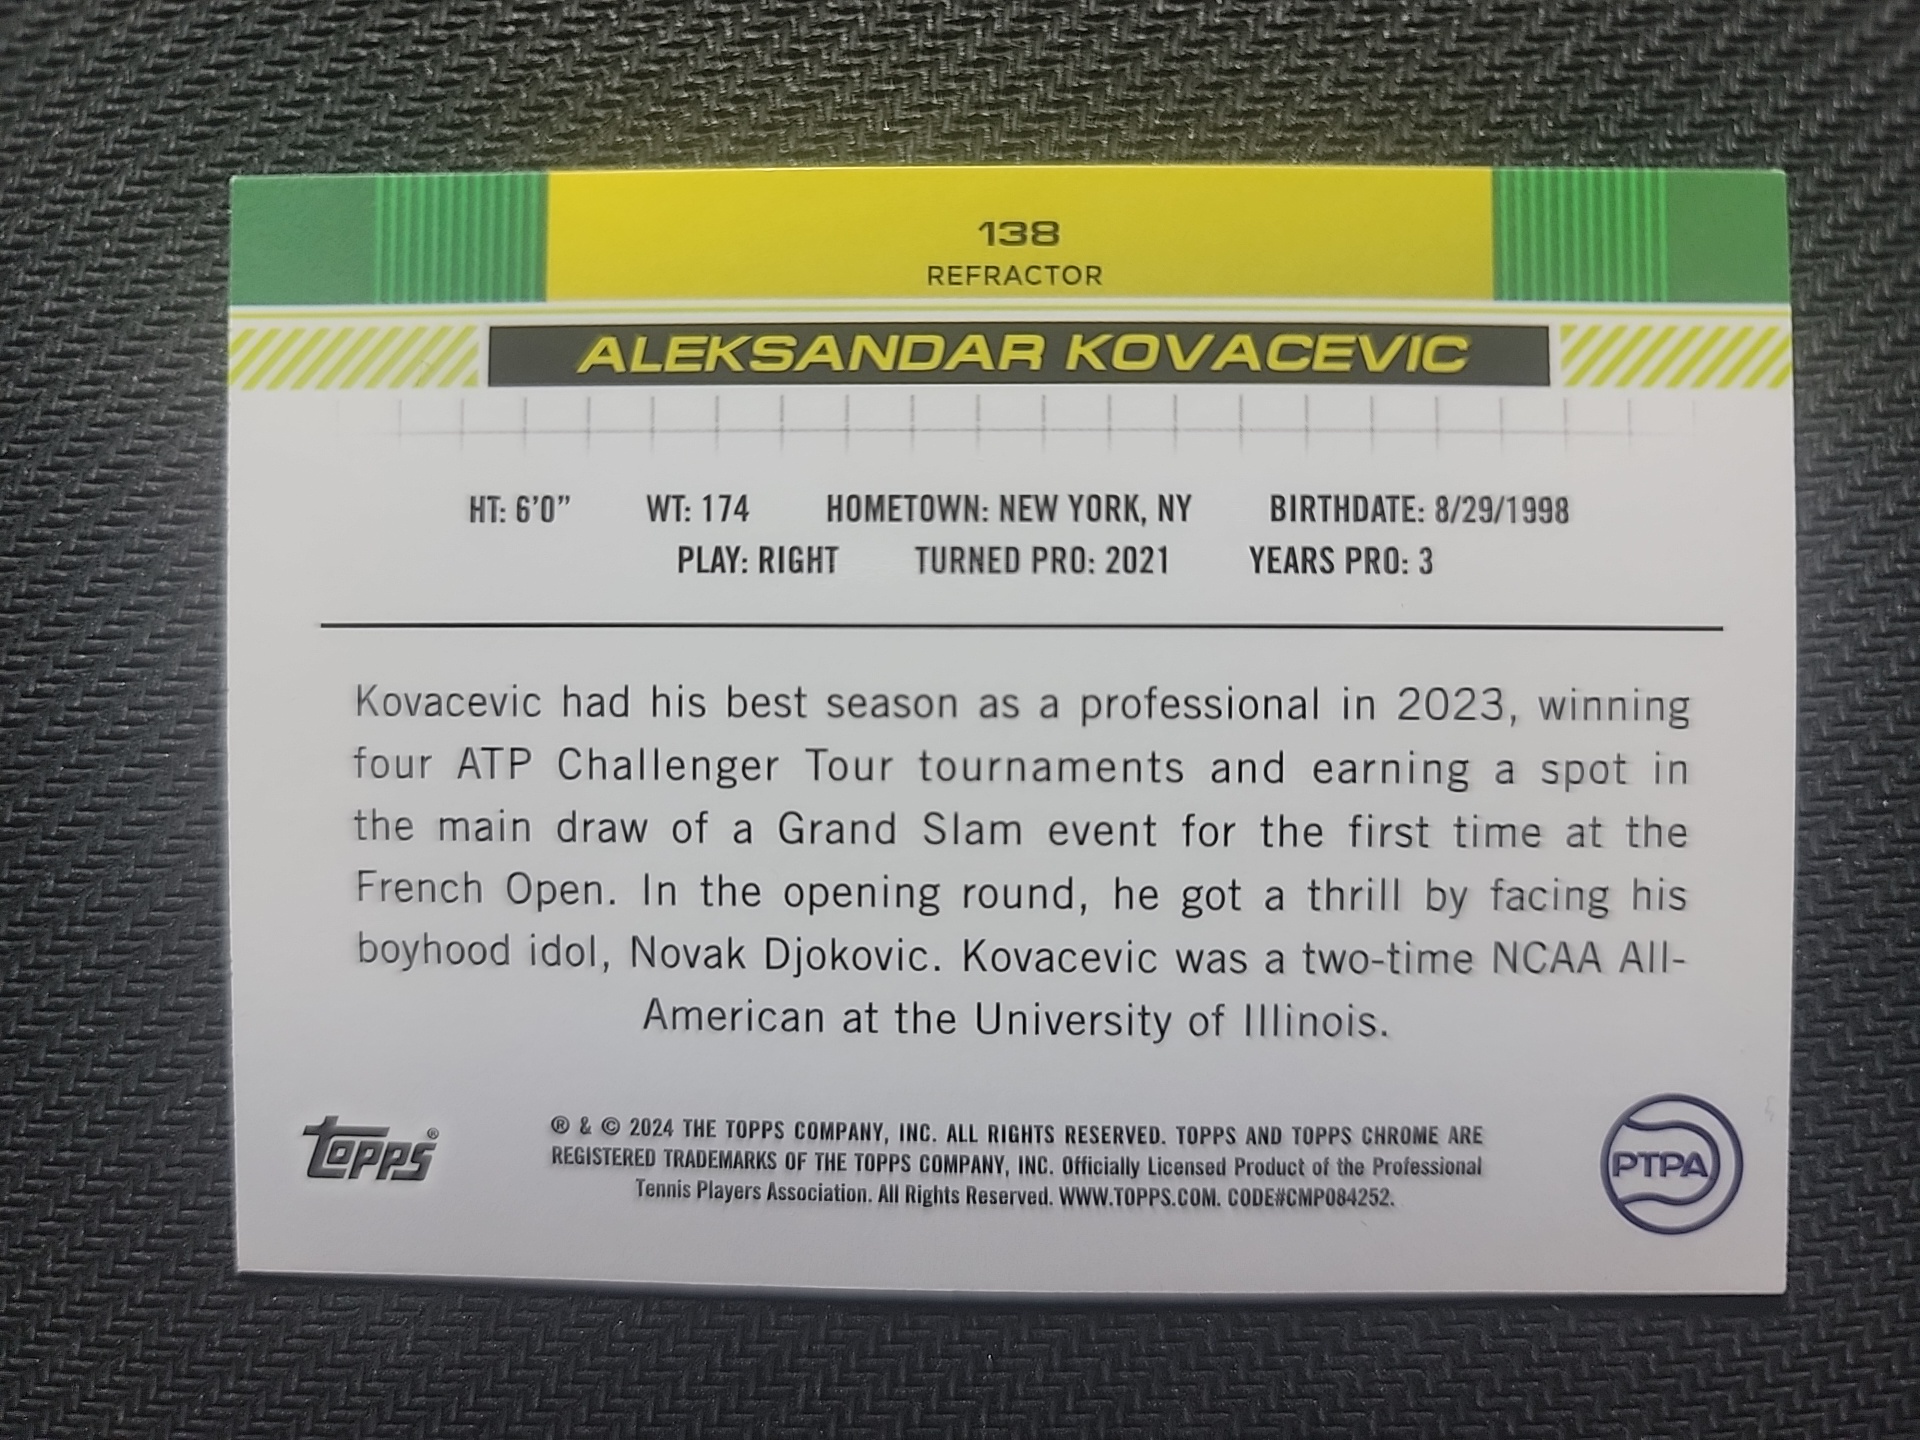 138
REFRACTOR
ALEKSANDAR KOVACEVIC
HT: 6'0" WT: 174 HOMETOWN: NEW YORK, NY BIRTHDATE: 8/29/1998
PLAY: RIGHT TURNED PRO: 2021 YEARS PRO: 3
Kovacevic had his best season as a professional in 2023, winning
four ATP Challenger Tour tournaments and earning a spot in
the main draw of a Grand Slam event for the first time at the
French Open. In the opening round, he got a thrill by facing his
boyhood idol, Novak Djokovic. Kovacevic was a two-time NCAA All-
American at the University of Illinois.
topps®
® & © 2024 THE TOPPS COMPANY, INC. ALL RIGHTS RESERVED. TOPPS AND TOPPS CHROME ARE
REGISTERED TRADEMARKS OF THE TOPPS COMPANY, INC. Officially Licensed Product of the Professional
Tennis Players Association. All Rights Reserved. WWW.TOPPS.COM. CODE#CMP084252.
PTPA